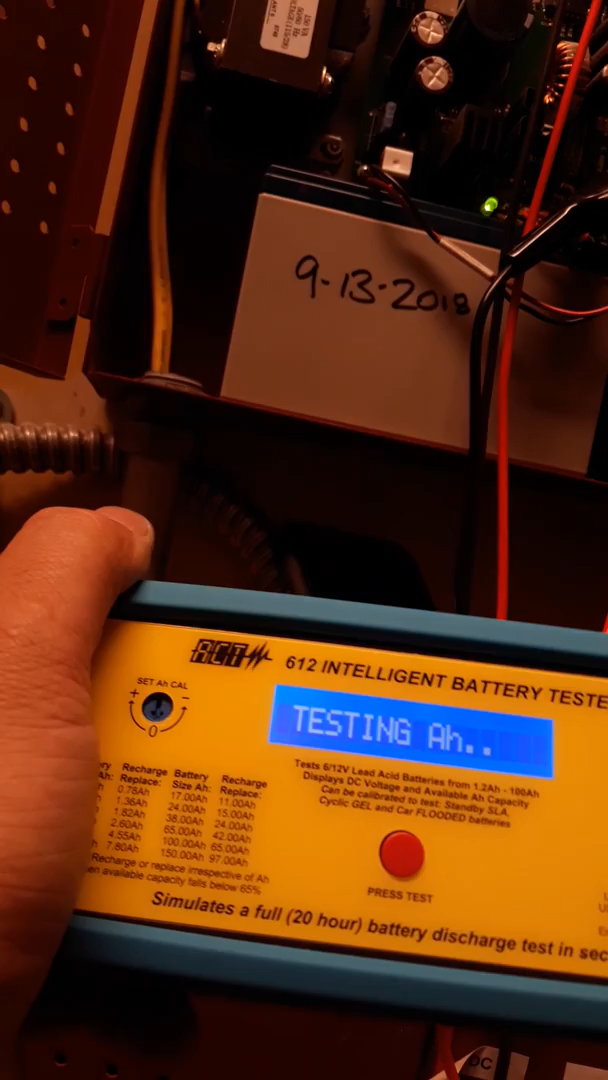 9-13-2018
ACT
612 INTELLIGENT BATTERY TESTE
SET Ah CAL
+ -
0
TESTING Ah..
Tests 6/12V Lead Acid Batteries from 1.2Ah - 100Ah
Displays DC Voltage and Available Ah Capacity
Can be calibrated to test: Standby SLA,
Cyclic GEL and Car FLOODED batteries
Recharge Battery Recharge
Ah: Replace: Size Ah: Replace:
0.78Ah 17.00Ah 11.00Ah
1.36Ah 24.00Ah 15.00Ah
1.82Ah 38.00Ah 24.00Ah
2.60Ah 65.00Ah 42.00Ah
4.55Ah 100.00Ah 65.00Ah
7.80Ah 150.00Ah 97.00Ah
Recharge or replace irrespective of Ah
en available capacity falls below 65%
PRESS TEST
Simulates a full (20 hour) battery discharge test in sec
DC